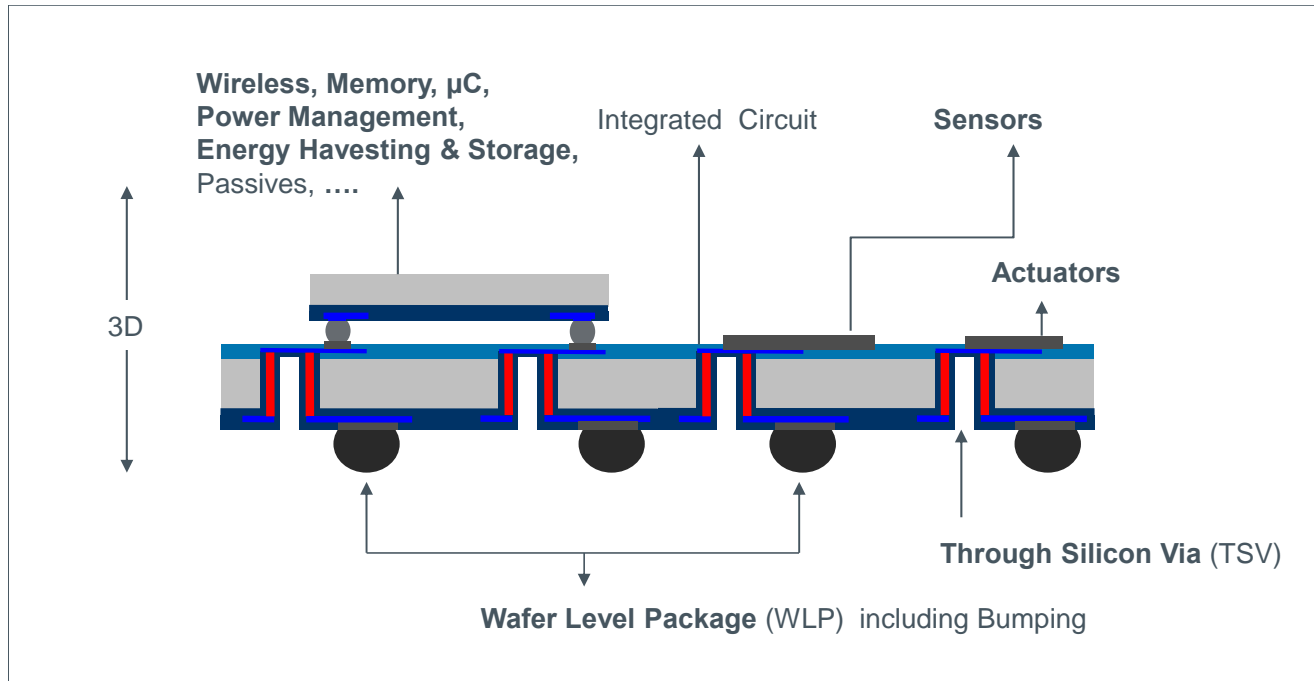 Wireless, Memory, µC,
Power Management,
Energy Havesting & Storage,
Passives, ....
Integrated Circuit
Sensors
Actuators
3D
Through Silicon Via (TSV)
Wafer Level Package (WLP) including Bumping